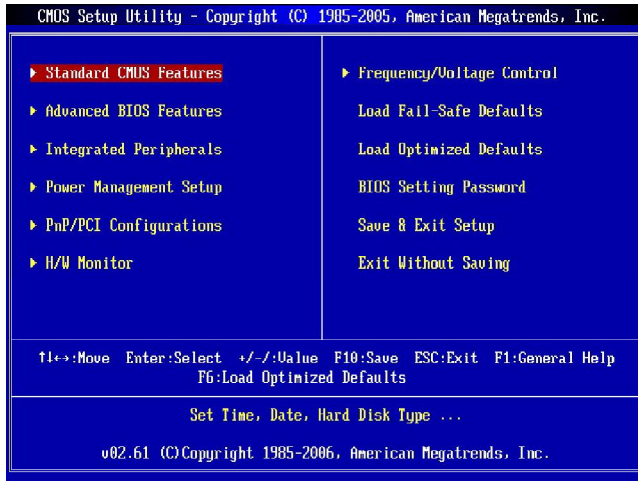 CMOS Setup Utility - Copyright (C) 1985-2005, American Megatrends, Inc.
Standard CMOS Features
Advanced BIOS Features
Integrated Peripherals
Power Management Setup
PnP/PCI Configurations
H/W Monitor
Frequency/Voltage Control
Load Fail-Safe Defaults
Load Optimized Defaults
BIOS Setting Password
Save & Exit Setup
Exit Without Saving
↑↓←→:Move Enter:Select +/-/:Value F10:Save ESC:Exit F1:General Help
F6:Load Optimized Defaults
Set Time, Date, Hard Disk Type ...
v02.61 (C)Copyright 1985-2006, American Megatrends, Inc.